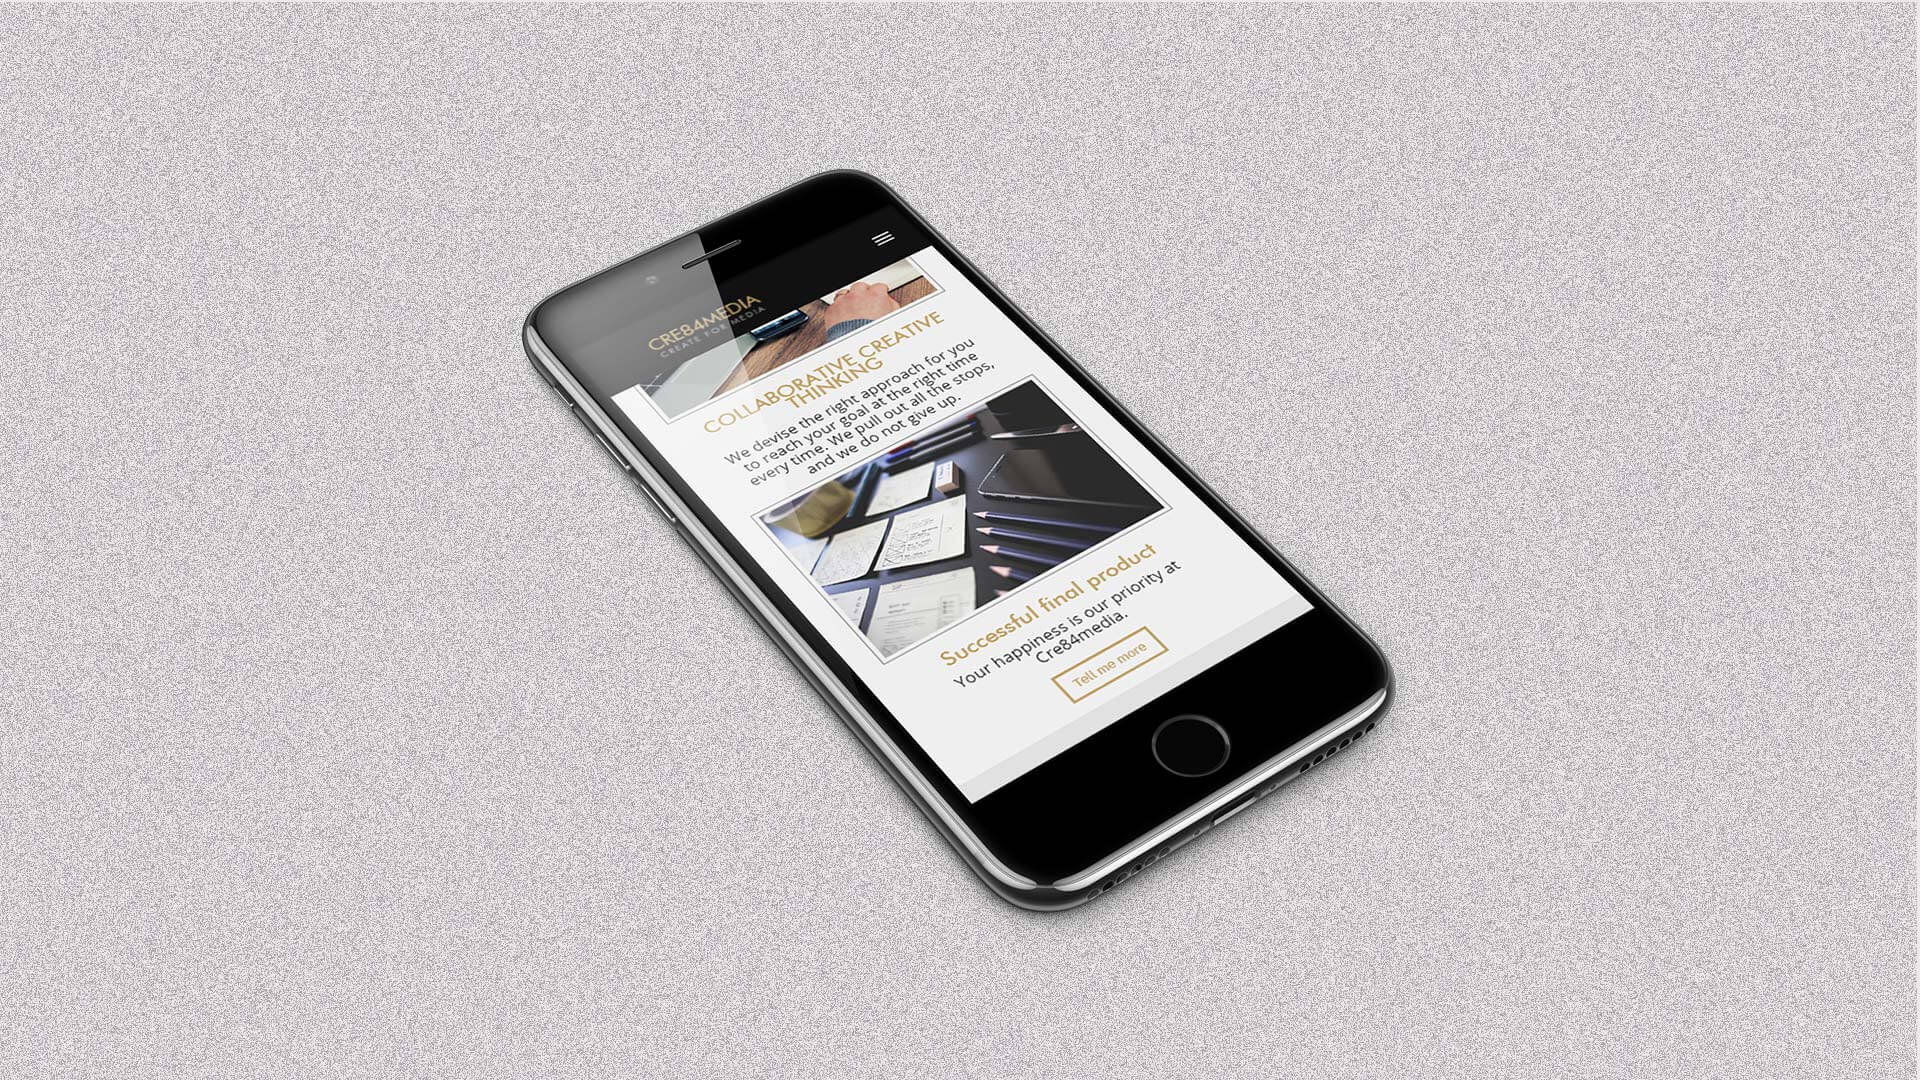 CRE84MEDIA
CREATE FOR MEDIA
COLLABORATIVE CREATIVE
THINKING
We devise the right approach for you
to reach your goal at the right time
every time. We pull out all the stops,
and we do not give up.
Successful final product
Your happiness is our priority at
Cre84media.
Tell me more